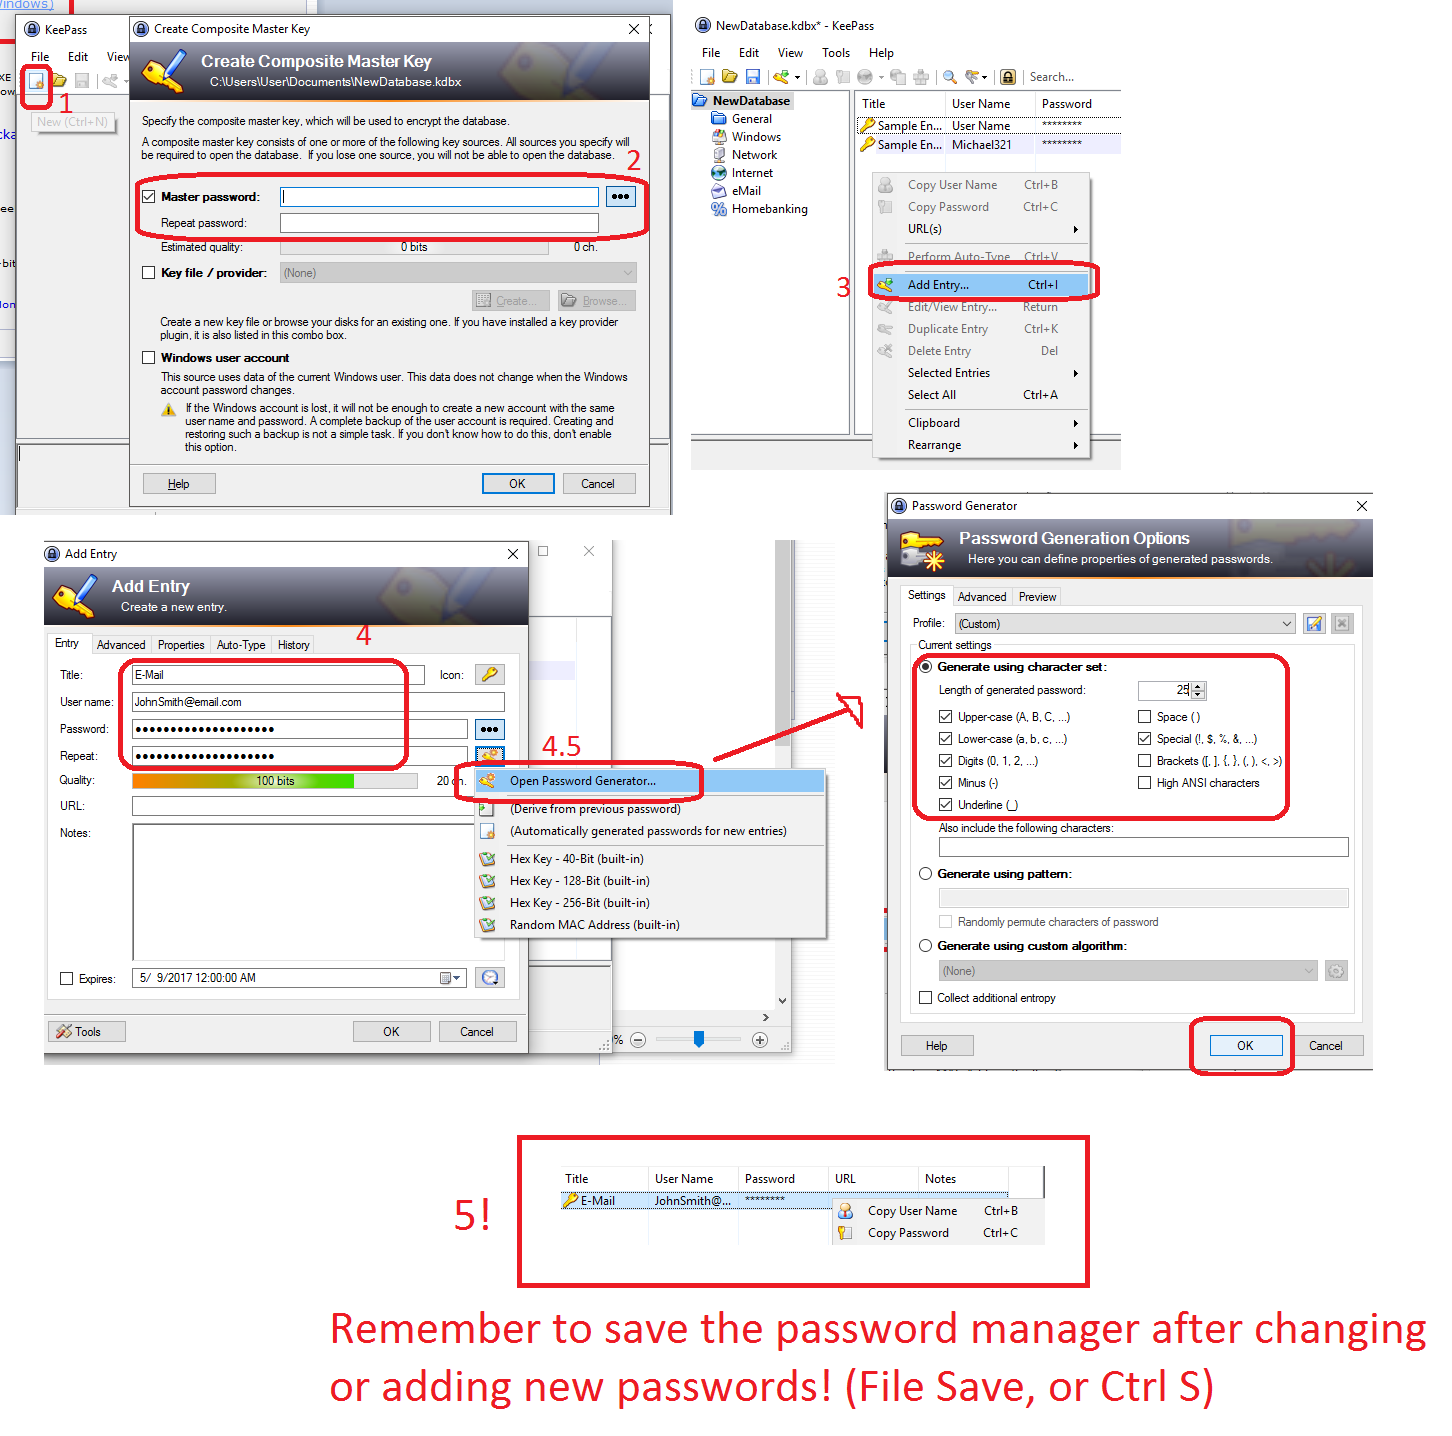 indows)
KeePass
Create Composite Master Key
File Edit View
Create Composite Master Key
C:\Users\User\Documents\NewDatabase.kdbx
1
New (Ctrl+N)
Specify the composite master key, which will be used to encrypt the database.
A composite master key consists of one or more of the following key sources. All sources you specify will
be required to open the database. If you lose one source, you will not be able to open the database.
2
Master password:
Repeat password:
Estimated quality: 0 bits 0 ch.
Key file / provider: (None)
Create... Browse...
Create a new key file or browse your disks for an existing one. If you have installed a key provider
plugin, it is also listed in this combo box.
Windows user account
This source uses data of the current Windows user. This data does not change when the Windows
account password changes.
If the Windows account is lost, it will not be enough to create a new account with the same
user name and password. A complete backup of the user account is required. Creating and
restoring such a backup is not a simple task. If you don't know how to do this, don't enable
this option.
Help OK Cancel
NewDatabase.kdbx* - KeePass
File Edit View Tools Help
Search...
NewDatabase
General
Windows
Network
Internet
eMail
Homebanking
Title User Name Password
Sample En... User Name ********
Sample En... Michael321 ********
Copy User Name Ctrl+B
Copy Password Ctrl+C
URL(s)
Perform Auto-Type Ctrl+V
3
Add Entry... Ctrl+I
Edit/View Entry... Return
Duplicate Entry Ctrl+K
Delete Entry Del
Selected Entries
Select All Ctrl+A
Clipboard
Rearrange
Add Entry
Add Entry
Create a new entry.
4
Entry Advanced Properties Auto-Type History
Title: E-Mail Icon:
User name: JohnSmith@email.com
Password: ●●●●●●●●●●●●●●●●●●●●
Repeat: ●●●●●●●●●●●●●●●●●●●●
4.5
Quality: 100 bits 20 ch.
URL:
Notes:
Open Password Generator...
(Derive from previous password)
(Automatically generated passwords for new entries)
Hex Key - 40-Bit (built-in)
Hex Key - 128-Bit (built-in)
Hex Key - 256-Bit (built-in)
Random MAC Address (built-in)
Expires: 5/ 9/2017 12:00:00 AM
Tools OK Cancel
%
Password Generator
Password Generation Options
Here you can define properties of generated passwords.
Settings Advanced Preview
Profile: (Custom)
Current settings
Generate using character set:
Length of generated password: 25
Upper-case (A, B, C, ...) Space ( )
Lower-case (a, b, c, ...) Special (!, $, %, &, ...)
Digits (0, 1, 2, ...) Brackets ([, ], {, }, (, ), <, >)
Minus (-) High ANSI characters
Underline (_)
Also include the following characters:
Generate using pattern:
Randomly permute characters of password
Generate using custom algorithm:
(None)
Collect additional entropy
Help OK Cancel
5!
Title User Name Password URL Notes
E-Mail JohnSmith@... ********
Copy User Name Ctrl+B
Copy Password Ctrl+C
Remember to save the password manager after changing
or adding new passwords! (File Save, or Ctrl S)